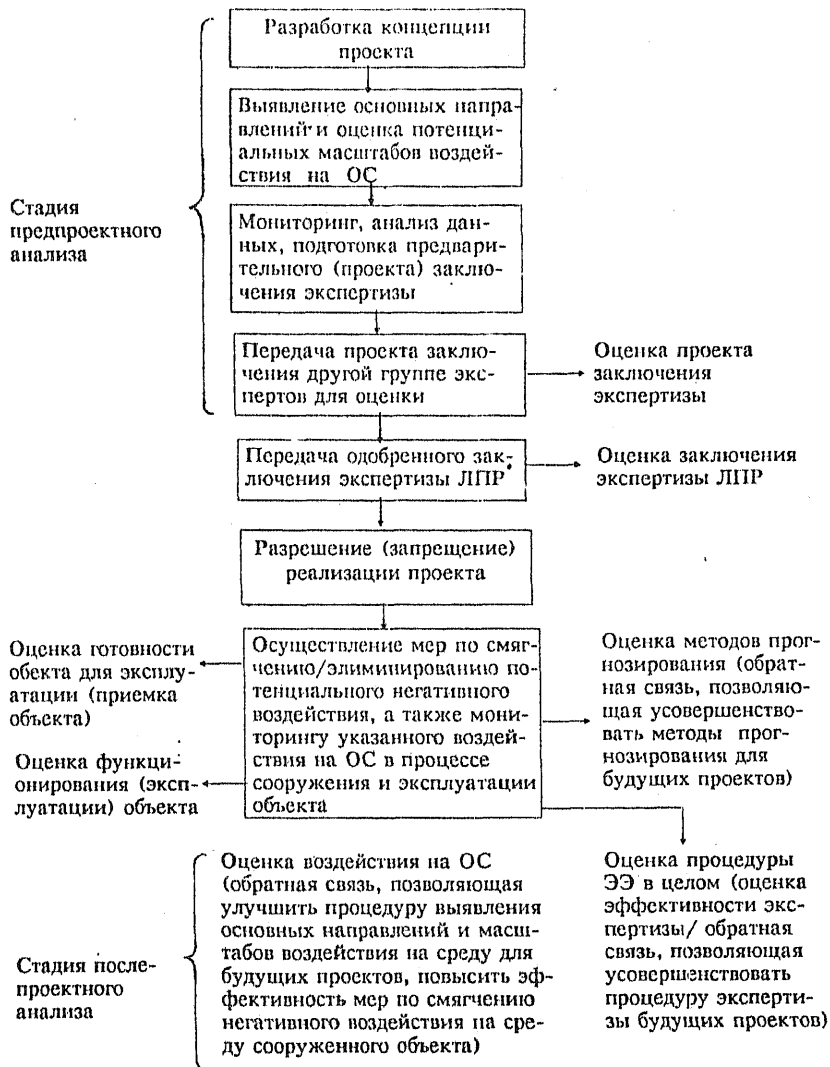 Разработка концепции
проекта
Выявление основных направ-
влений и оценка потенци-
альных масштабов воздей-
ствия на ОС
Стадия
предпроектного
анализа
Мониторинг, анализ дан-
ных, подготовка предвари-
тельного (проекта) заклю-
чения экспертизы
Передача проекта заклю-
чения другой группе экс-
пертов для оценки
Оценка проекта
заключения
экспертизы
Передача одобренного зак-
лючения экспертизы ЛПР
Оценка заключения
экспертизы ЛПР
Разрешение (запрещение)
реализации проекта
Оценка готовности
обекта для эксплу-
атации (приемка
объекта)
Оценка функци-
онирования (эксп-
луатации) объекта
Осуществление мер по смяг-
чению/элиминированию по-
тенциального негативного
воздействия, а также мони-
торингу указанного воздей-
ствия на ОС в процессе
сооружения и эксплуатации
объекта
Оценка методов прог-
нозирования (обрат-
ная связь, позволяю-
щая усовершенство-
вать методы прог-
нозирования для
будущих проектов)
Стадия после-
проектного
анализа
Оценка воздействия на ОС
(обратная связь, позволяющая
улучшить процедуру выявления
основных направлений и масш-
табов воздействия на среду для
будущих проектов, повысить эф-
фективность мер по смягчению
негативного воздействия на сре-
ду сооруженного объекта)
Оценка процедуры
ЭЭ в целом (оценка
эффективности экс-
пертизы/ обратная
связь, позволяющая
усовершенствовать
процедуру эксперти-
зы будущих проектов)